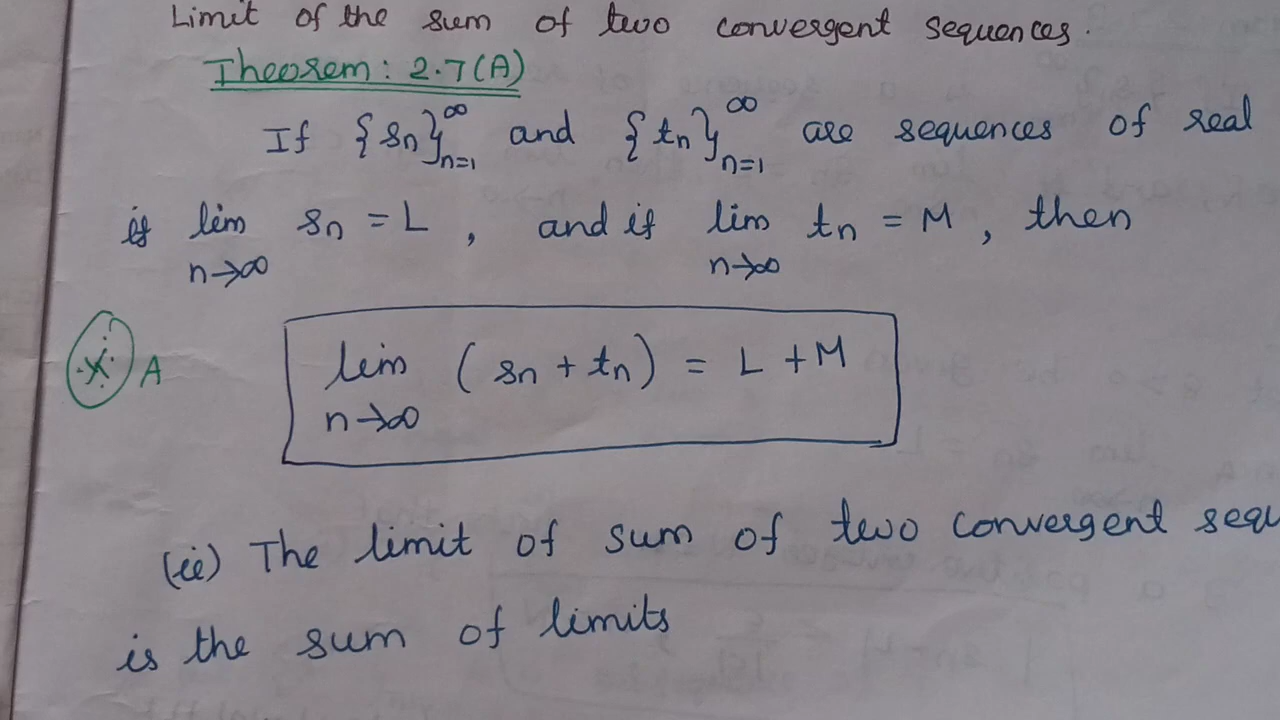 Limit of the sum of two convergent sequences.
Theorem: 2.7(A)
If {sn}∞n=1 and {tn}∞n=1 are sequences of real
if lim n→∞ sn = L, and if lim n→∞ tn = M, then
A lim n→∞ (sn + tn) = L + M
(ii) The limit of sum of two convergent sequ
is the sum of limits